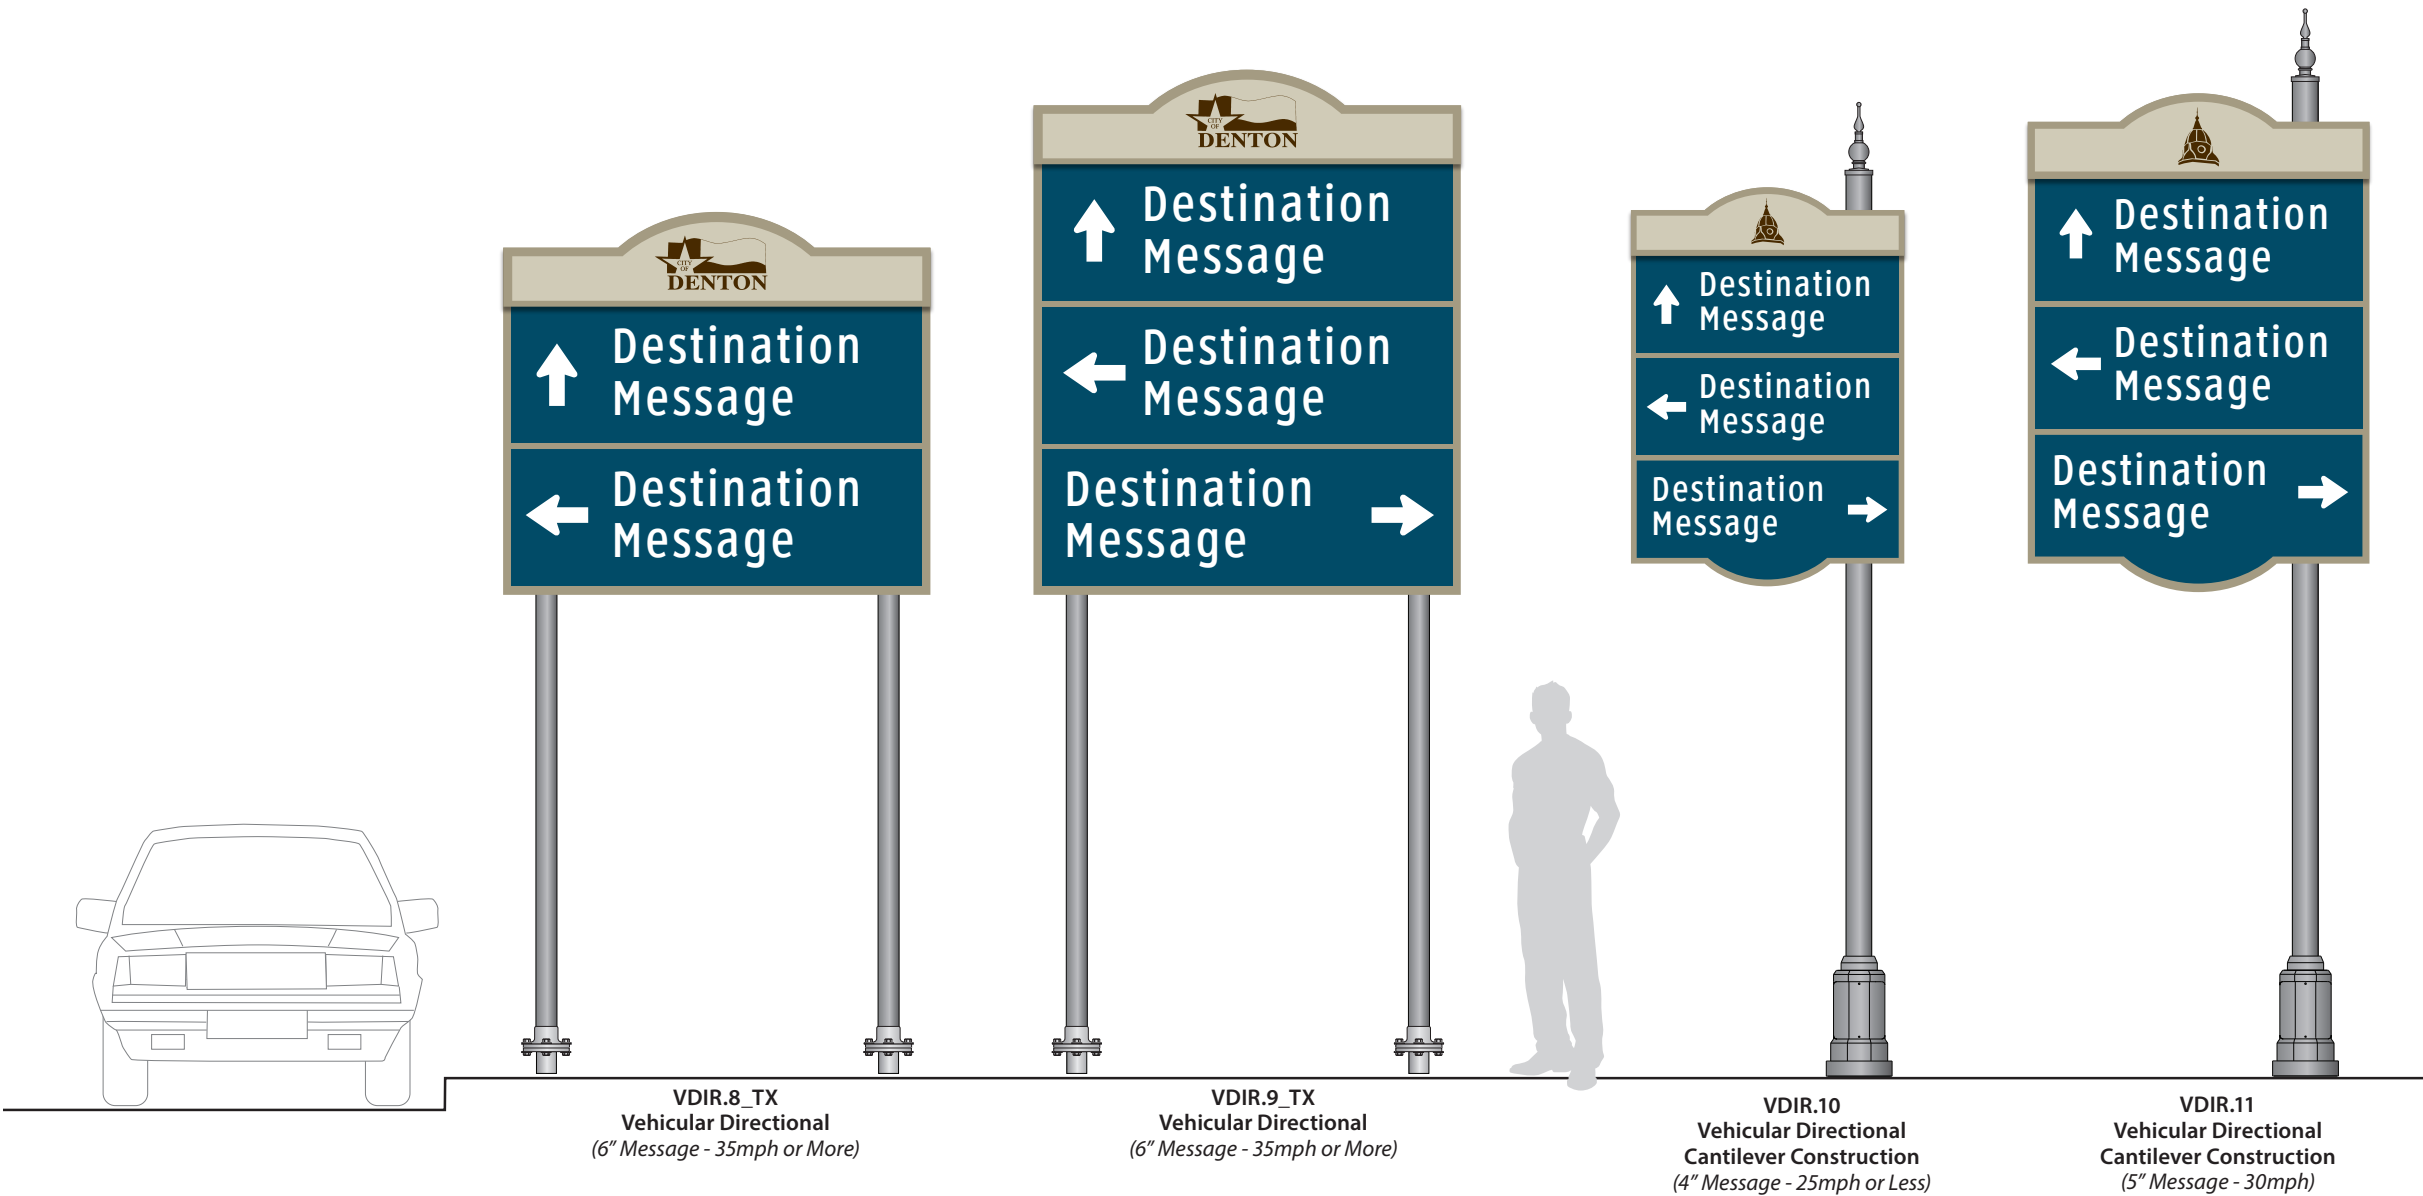 CITY
OF
DENTON
Destination
Message
Destination
Message
CITY
OF
DENTON
Destination
Message
Destination
Message
Destination
Message
Destination
Message
Destination
Message
Destination
Message
Destination
Message
Destination
Message
Destination
Message
VDIR.8_TX
Vehicular Directional
(6” Message - 35mph or More)
VDIR.9_TX
Vehicular Directional
(6” Message - 35mph or More)
VDIR.10
Vehicular Directional
Cantilever Construction
(4” Message - 25mph or Less)
VDIR.11
Vehicular Directional
Cantilever Construction
(5” Message - 30mph)